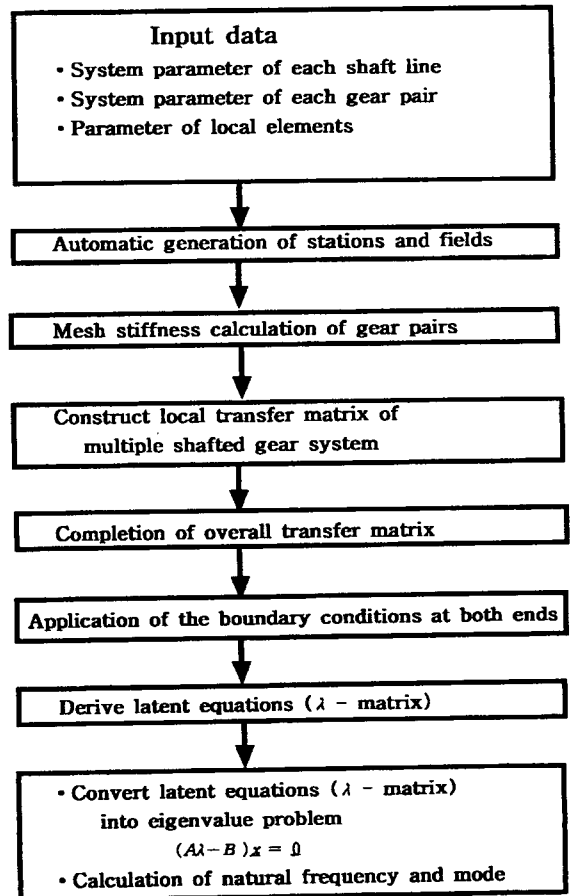 Input data
• System parameter of each shaft line
• System parameter of each gear pair
• Parameter of local elements
Automatic generation of stations and fields
Mesh stiffness calculation of gear pairs
Construct local transfer matrix of
multiple shafted gear system
Completion of overall transfer matrix
Application of the boundary conditions at both ends
Derive latent equations (λ - matrix)
• Convert latent equations (λ - matrix)
into eigenvalue problem
(Aλ-B)x = 0
• Calculation of natural frequency and mode